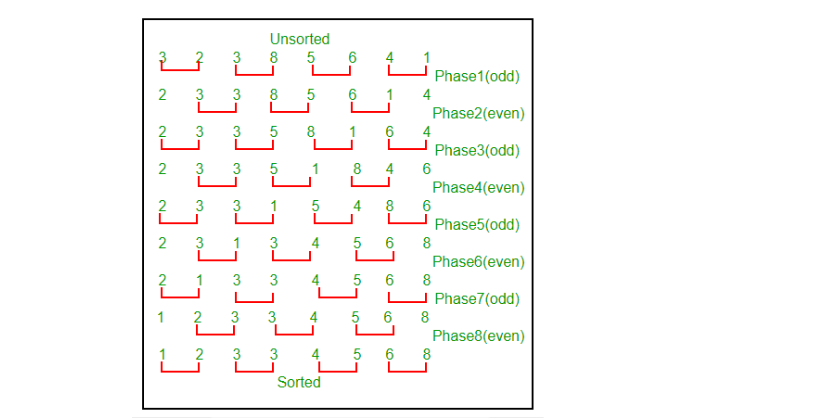 Unsorted
3 2 3 8 5 6 4 1
Phase1(odd)
2 3 3 8 5 6 1 4
Phase2(even)
2 3 3 5 8 1 6 4
Phase3(odd)
2 3 3 5 1 8 4 6
Phase4(even)
2 3 3 1 5 4 8 6
Phase5(odd)
2 3 1 3 4 5 6 8
Phase6(even)
2 1 3 3 4 5 6 8
Phase7(odd)
1 2 3 3 4 5 6 8
Phase8(even)
1 2 3 3 4 5 6 8
Sorted